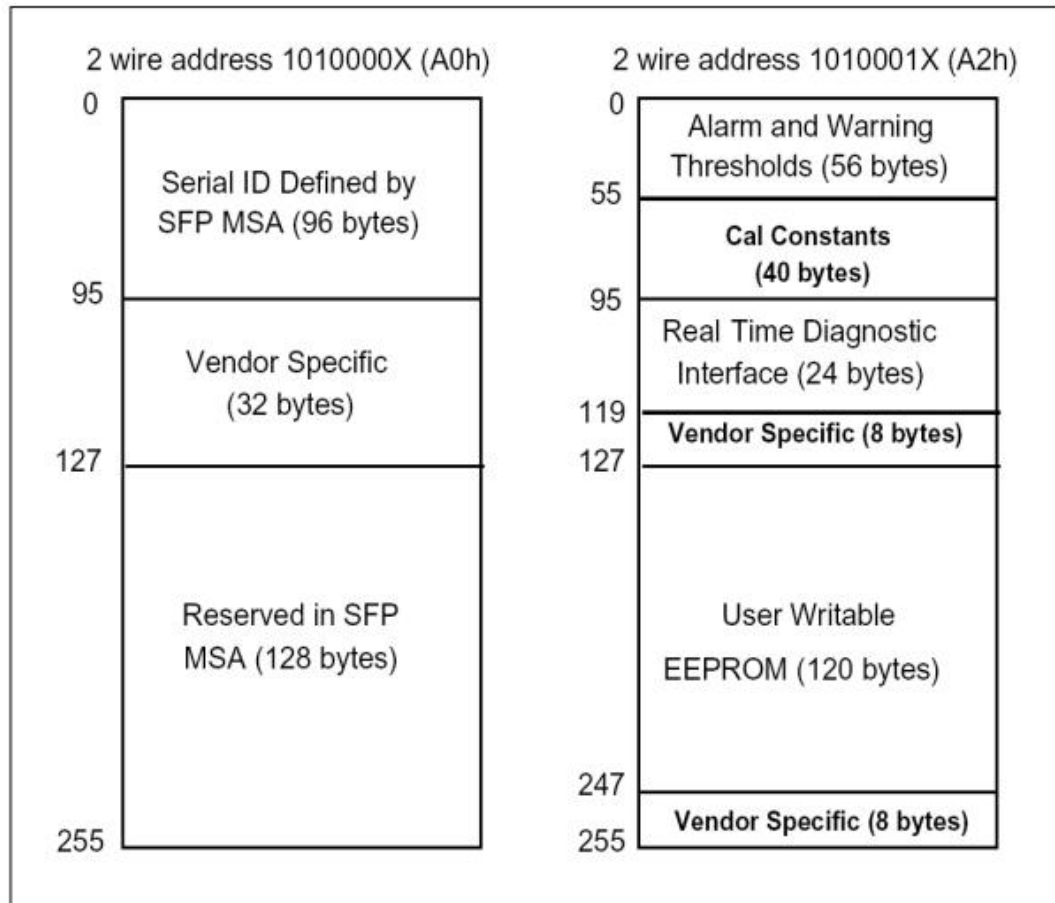 2 wire address 1010000X (A0h)
0
Serial ID Defined by
SFP MSA (96 bytes)
95
Vendor Specific
(32 bytes)
127
Reserved in SFP
MSA (128 bytes)
255
2 wire address 1010001X (A2h)
0
Alarm and Warning
Thresholds (56 bytes)
55
Cal Constants
(40 bytes)
95
Real Time Diagnostic
Interface (24 bytes)
119
Vendor Specific (8 bytes)
127
User Writable
EEPROM (120 bytes)
247
Vendor Specific (8 bytes)
255